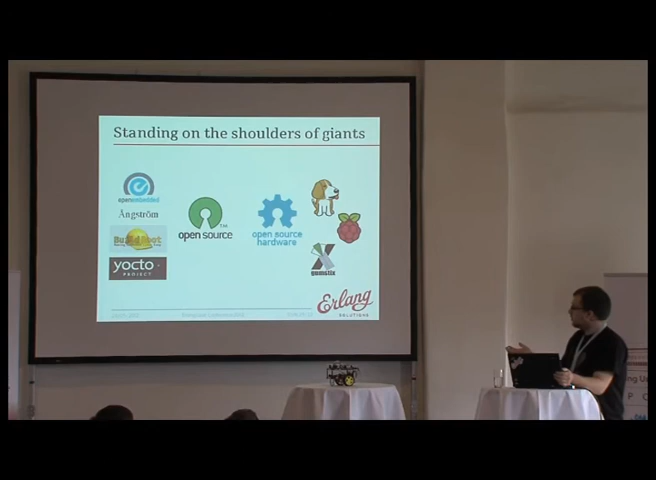 Standing on the shoulders of giants
openembedded
Ångström
BuildRoot
yocto
PROJECT
open source
TM
open source
hardware
gumstix
Erlang
SOLUTIONS